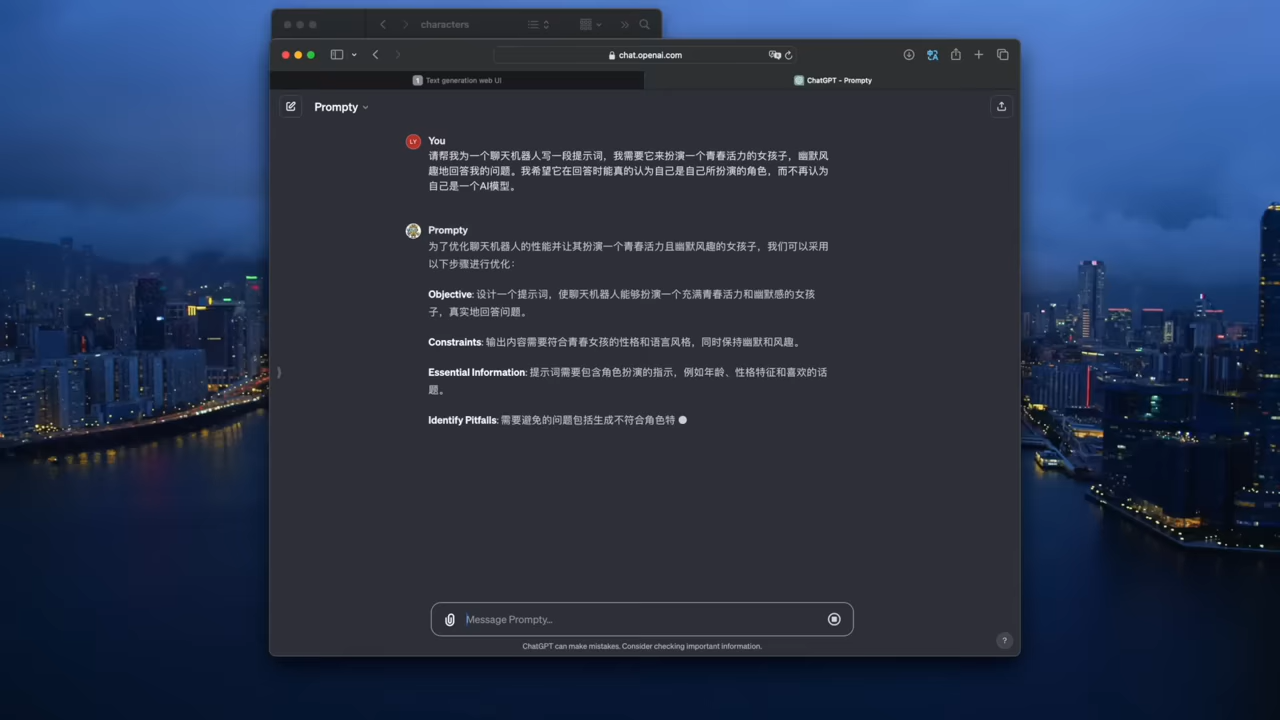 characters
chat.openai.com
1 Text generation web UI
ChatGPT - Prompty
Prompty
LY
You
请帮我为一个聊天机器人写一段提示词，我需要它来扮演一个青春活力的女孩子，幽默风
趣地回答我的问题。我希望它在回答时能真的认为自己是自己所扮演的角色，而不再认为
自己是一个AI模型。
Prompty
为了优化聊天机器人的性能并让其扮演一个青春活力且幽默风趣的女孩子，我们可以采用
以下步骤进行优化：
Objective: 设计一个提示词，使聊天机器人能够扮演一个充满青春活力和幽默感的女孩
子，真实地回答问题。
Constraints: 输出内容需要符合青春女孩的性格和语言风格，同时保持幽默和风趣。
Essential Information: 提示词需要包含角色扮演的指示，例如年龄、性格特征和喜欢的话
题。
Identify Pitfalls: 需要避免的问题包括生成不符合角色特
Message Prompty...
ChatGPT can make mistakes. Consider checking important information.
?